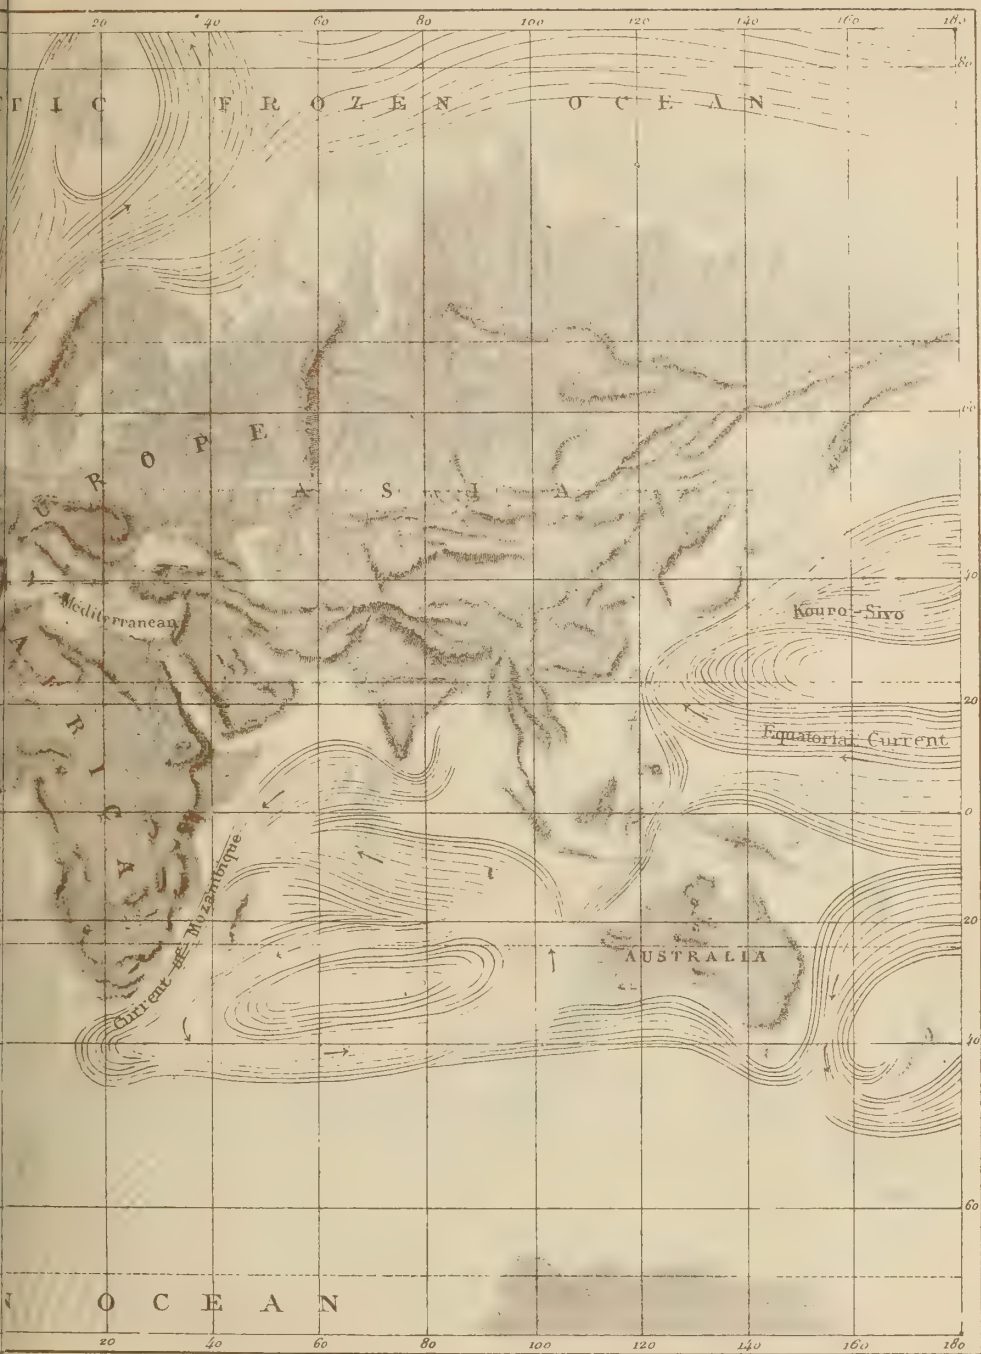 20 40 60 80 100 120 140 160 180
80
TIC FROZEN OCEAN
60
UROPE
ASIA
40
Mediterranean
Kouro-Sivo
20
Equatorial Current
0
A RICA
Current of Mozambique
20
AUSTRALIA
40
60
N OCEAN
20 40 60 80 100 120 140 160 180